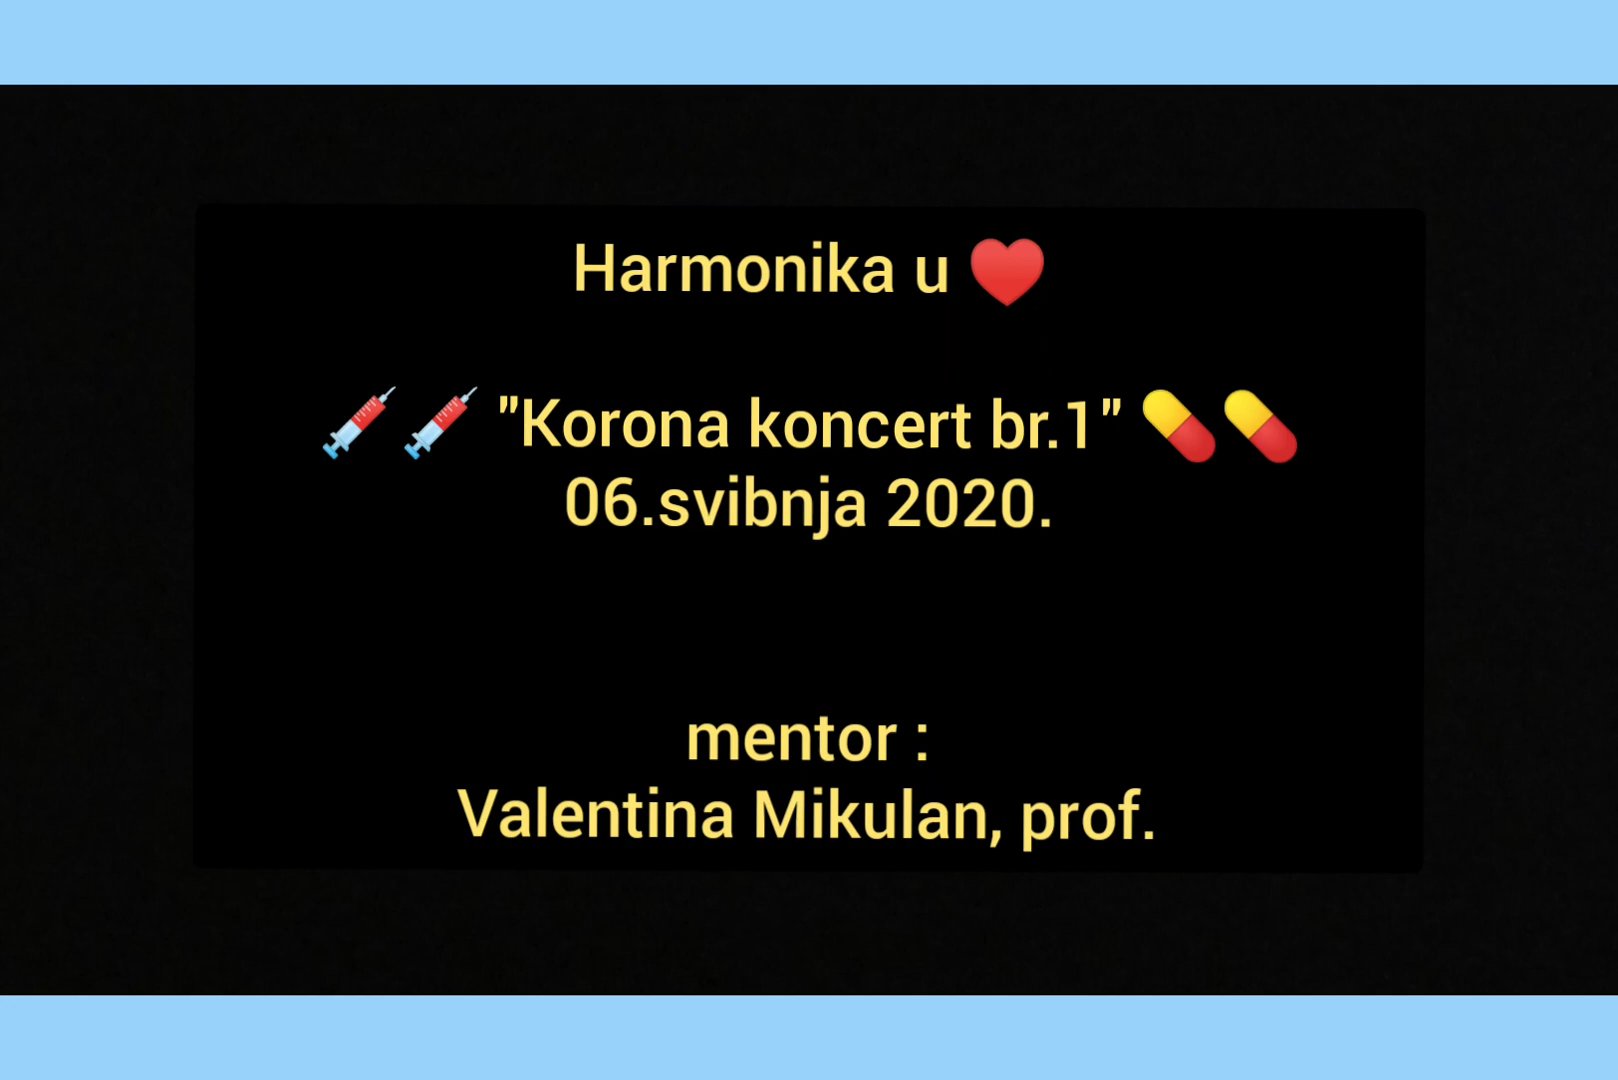 Harmonika u ❤️
💉💉 "Korona koncert br.1" 💊💊
06.svibnja 2020.
mentor :
Valentina Mikulan, prof.